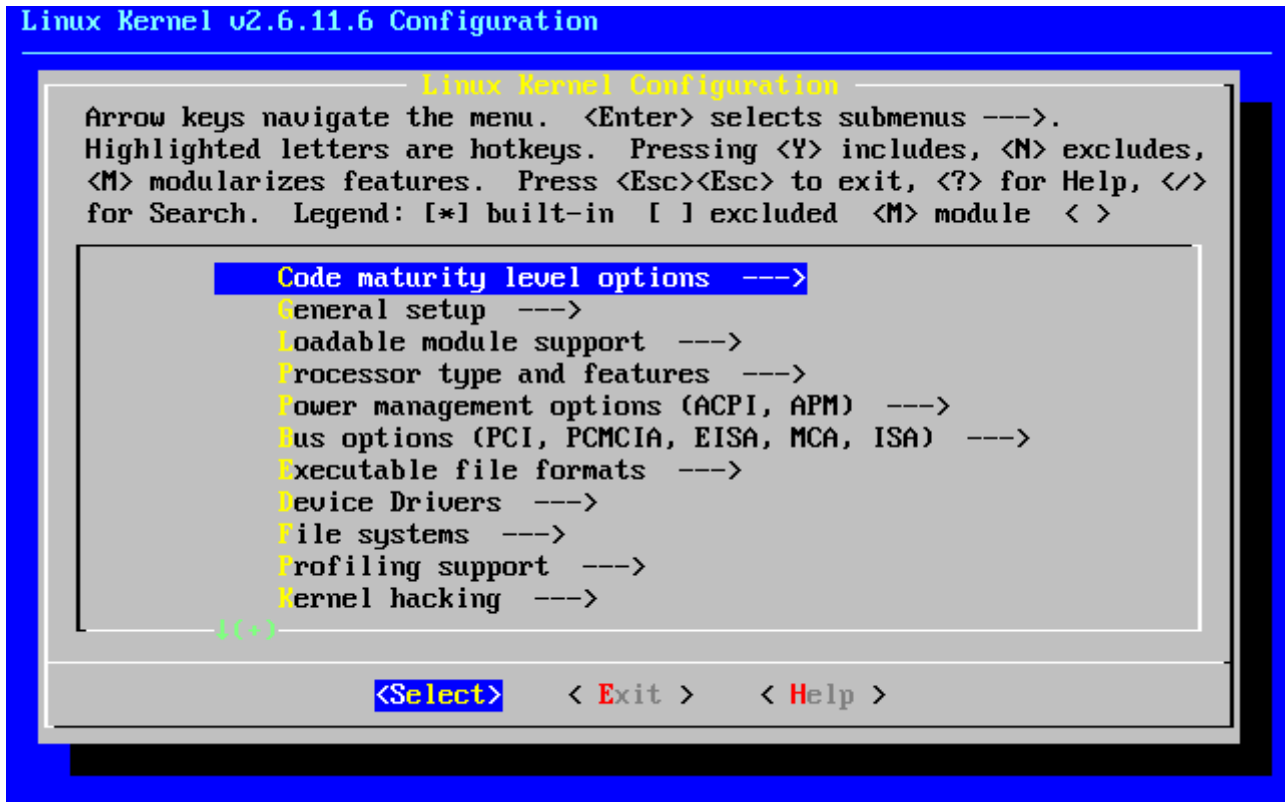 Linux Kernel v2.6.11.6 Configuration
Linux Kernel Configuration
Arrow keys navigate the menu.  <Enter> selects submenus --->.
Highlighted letters are hotkeys.  Pressing <Y> includes, <N> excludes,
<M> modularizes features.  Press <Esc><Esc> to exit, <?> for Help, </>
for Search.  Legend: [*] built-in  [ ] excluded  <M> module  < >
Code maturity level options  --->
General setup  --->
Loadable module support  --->
Processor type and features  --->
Power management options (ACPI, APM)  --->
Bus options (PCI, PCMCIA, EISA, MCA, ISA)  --->
Executable file formats  --->
Device Drivers  --->
File systems  --->
Profiling support  --->
Kernel hacking  --->
↓(+)
<Select>    < Exit >    < Help >